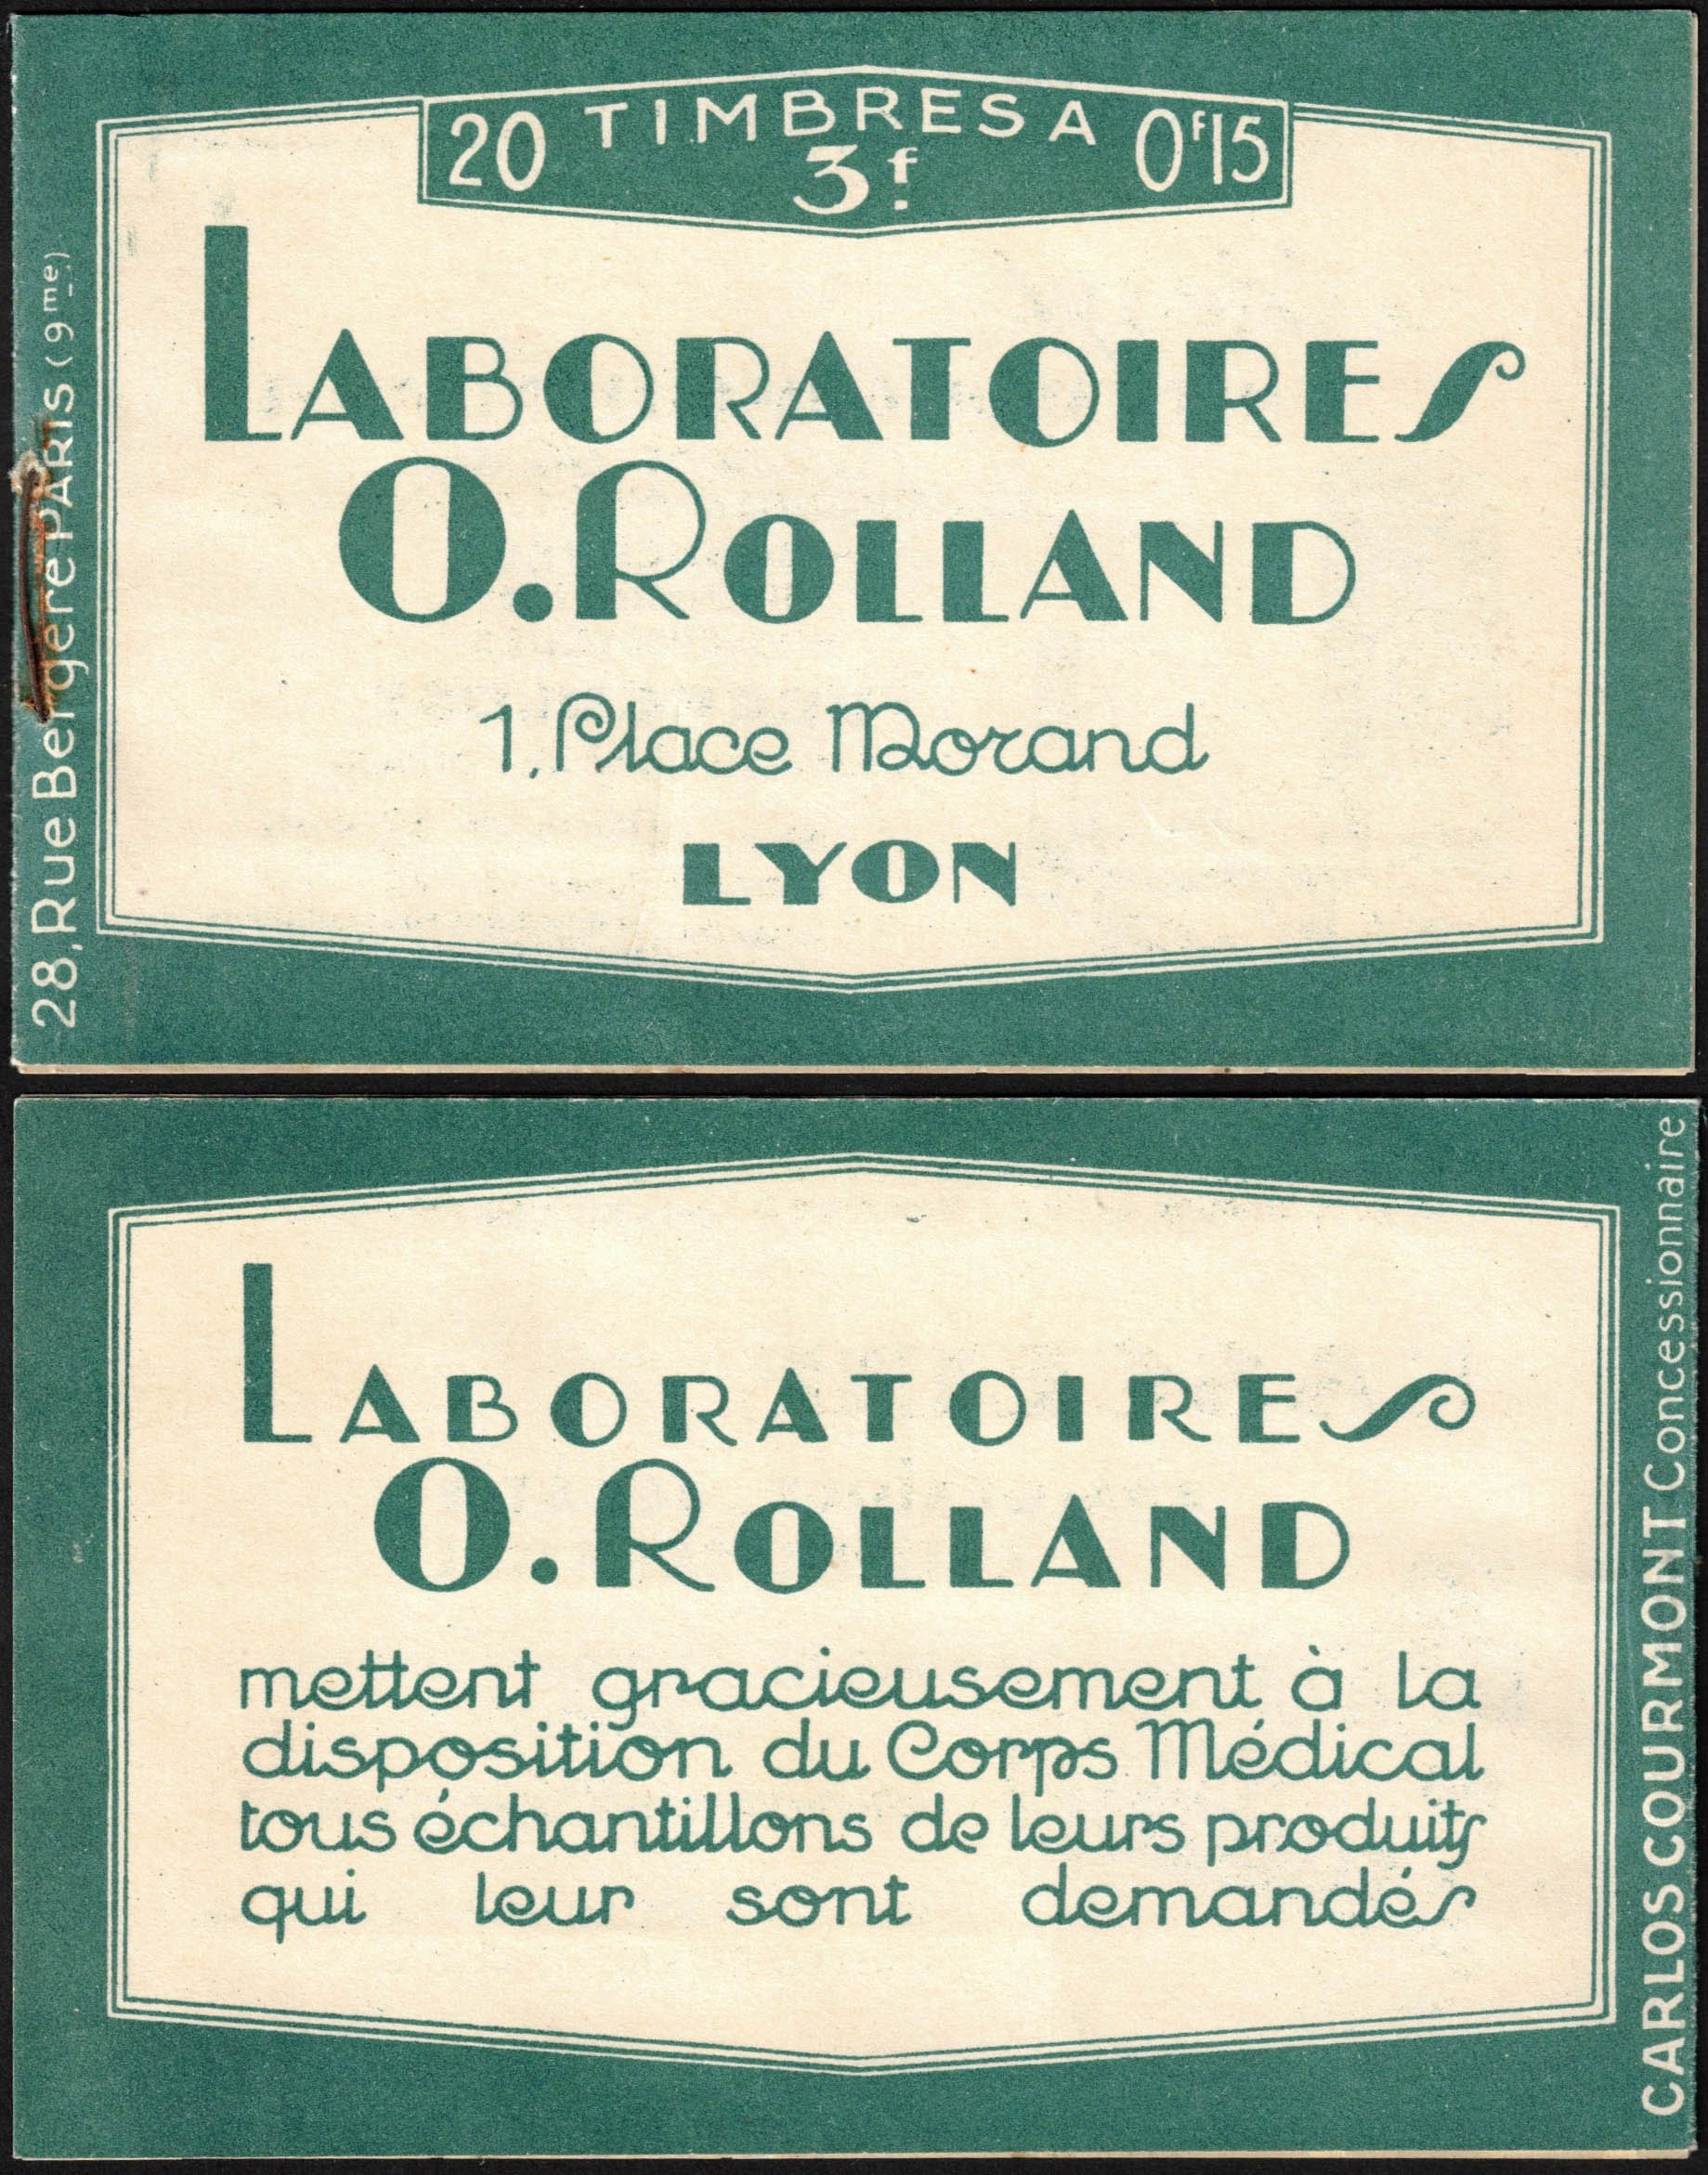 20 TIMBRES A 0F15
3f.
LABORATOIRES
O. ROLLAND
1, Place Morand
LYON
28, Rue Bergère PARIS (9me)
LABORATOIRES
O. ROLLAND
mettent gracieusement à la
disposition du Corps Médical
tous échantillons de leurs produits
qui leur sont demandés
CARLOS COURMONT Concessionnaire